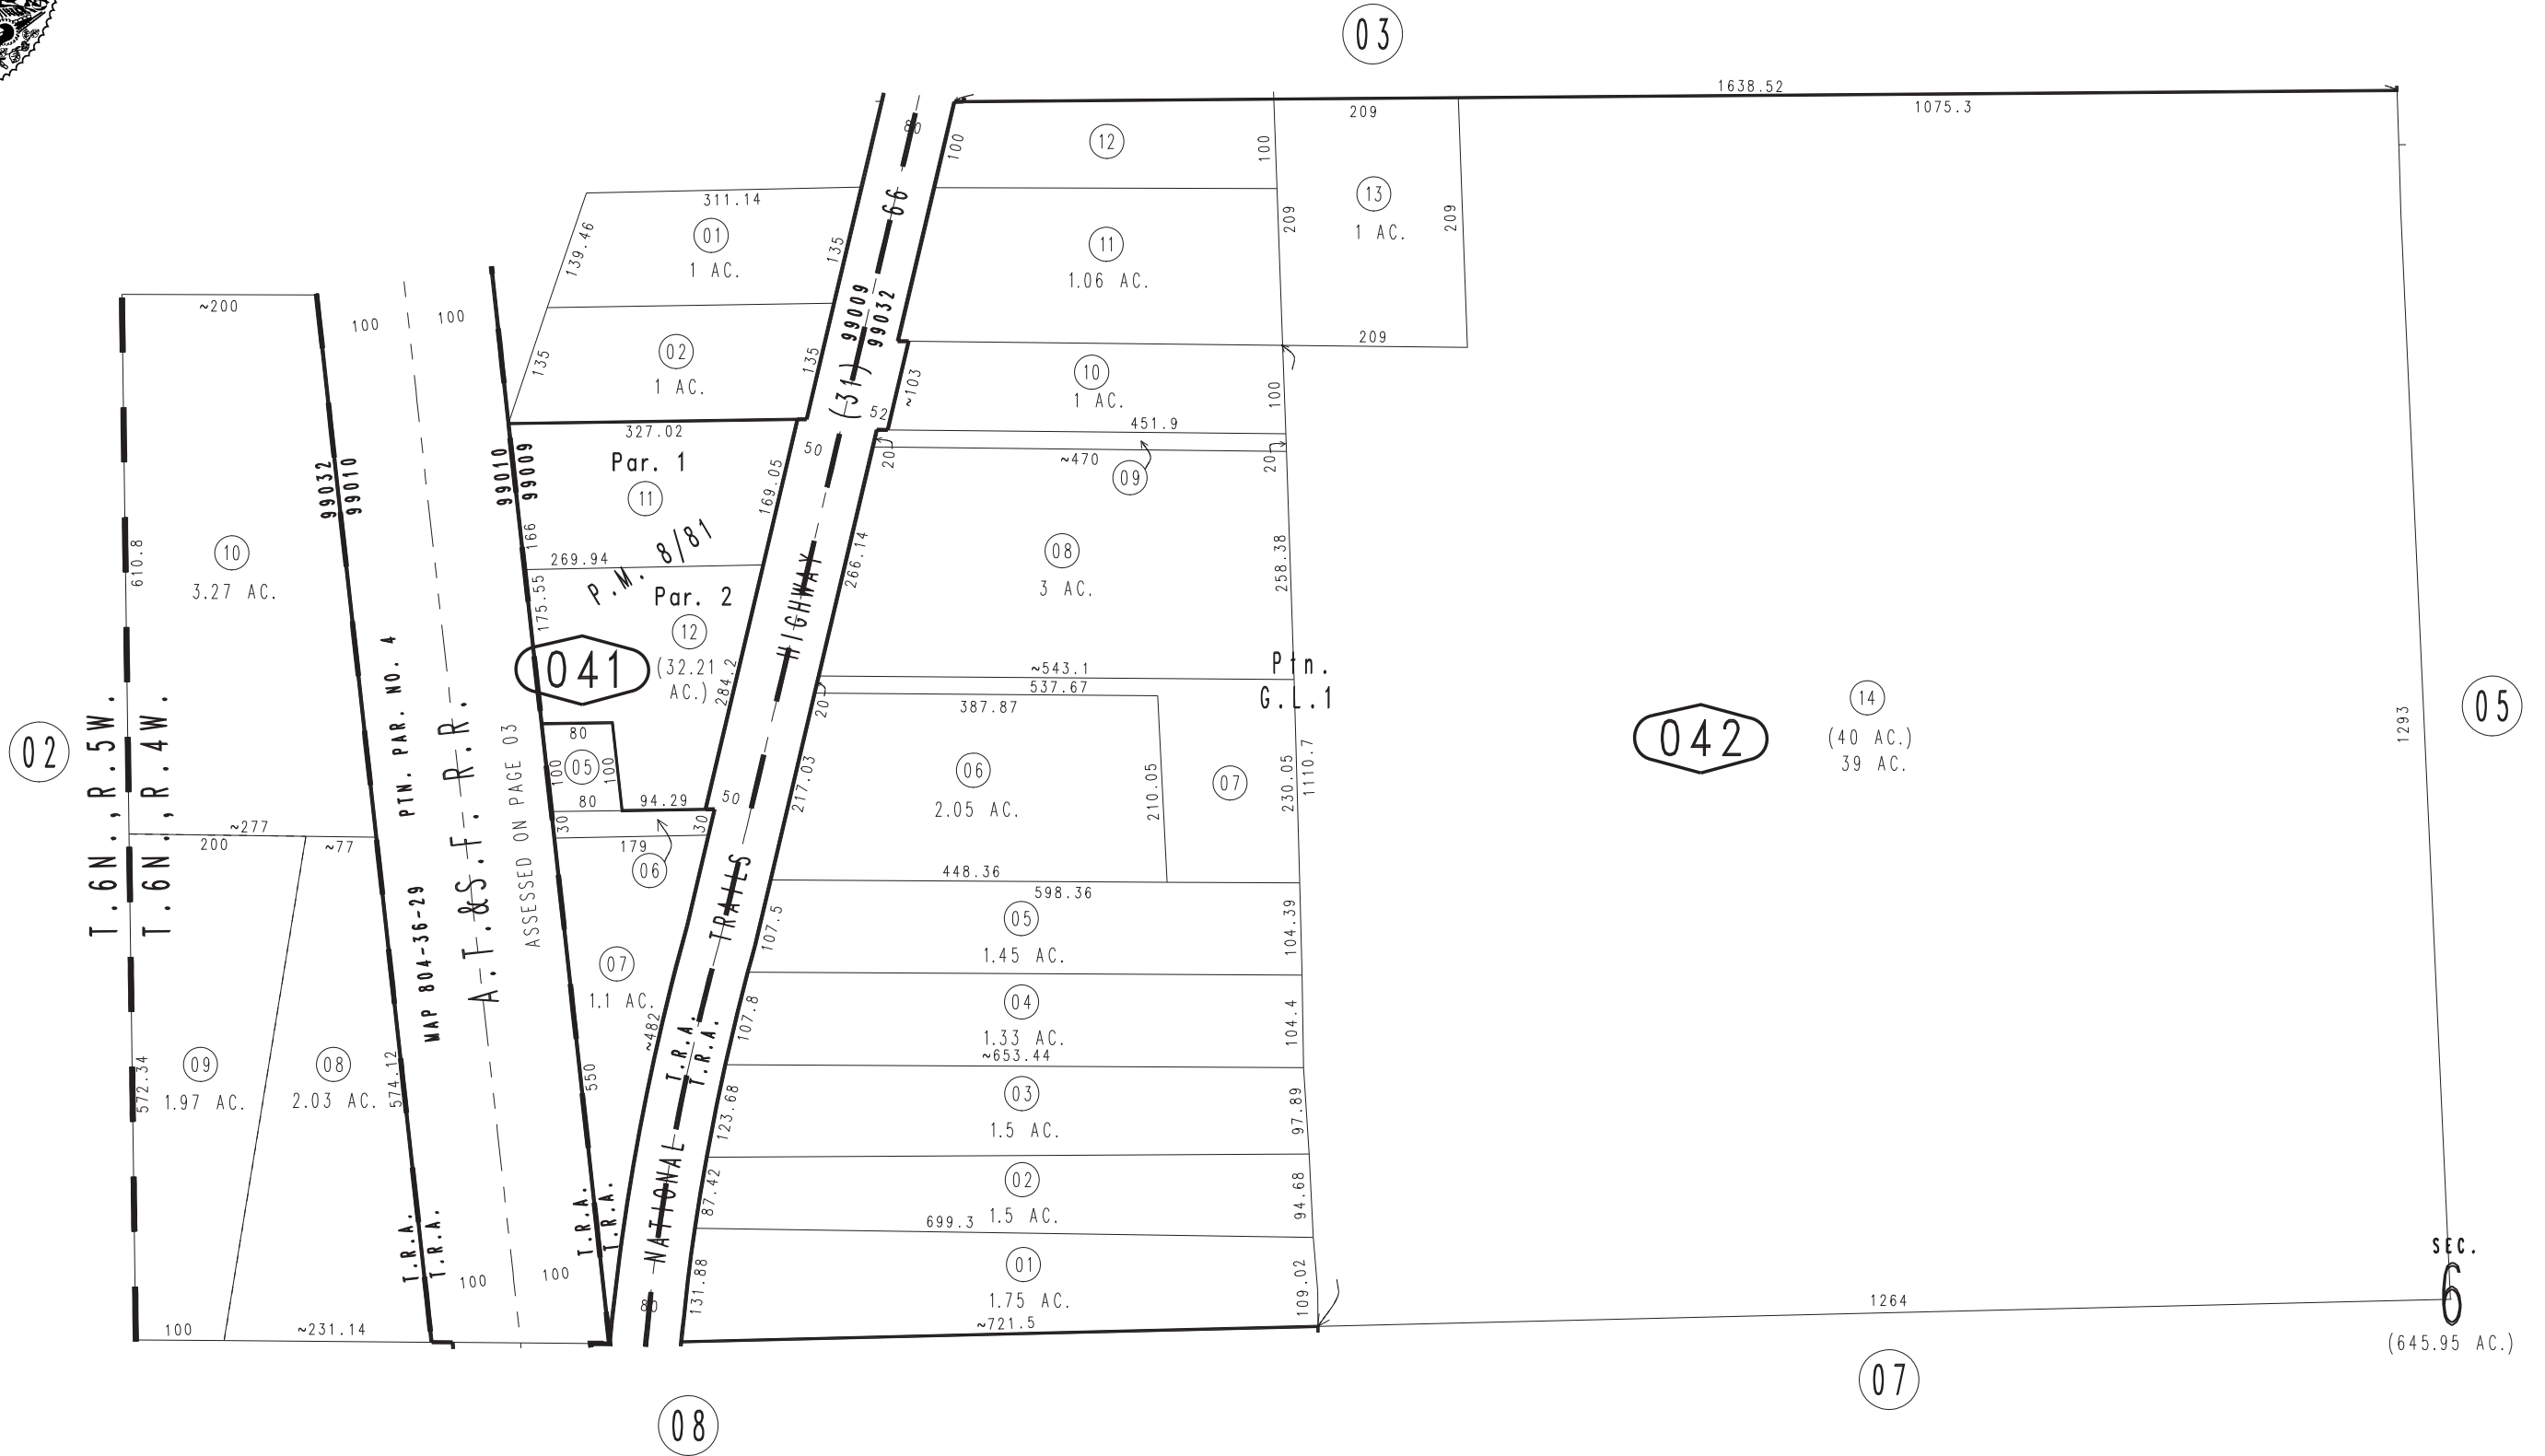 03
1638.52
209
1075.3
80
100
12
100
13
1 AC.
209
209
209
311.14
01
1 AC.
139.46
135
66
11
1.06 AC.
99009
99032
~200
100
100
02
1 AC.
135
135
(31)
~103
10
1 AC.
100
52
451.9
327.02
50
20
~470
20
09
99032
99010
99010
99009
Par. 1
11
169.05
166
269.94
P.M. 8/81
10
3.27 AC.
610.8
175.55
Par. 2
12
(32.21
AC.)
284.2
041
HIGHWAY
266.14
08
3 AC.
258.38
~543.1
537.67
387.87
20
Ptn.
G.L.1
042
14
(40 AC.)
39 AC.
1293
05
02
T.6N.,R.5W.
T.6N.,R.4W.
MAP 804-36-29
PTN. PAR. NO. 4
A.T.&S.F. R.R.
ASSESSED ON PAGE 03
80
100
05
100
80
94.29
50
30
30
179
06
217.03
06
2.05 AC.
210.05
07
230.05
1110.7
~277
200
~77
448.36
598.36
TRAILS
107.5
05
1.45 AC.
104.39
07
1.1 AC.
~482
T.R.A.
T.R.A.
107.8
04
1.33 AC.
104.4
~653.44
09
1.97 AC.
572.34
08
2.03 AC.
574.12
550
123.68
03
1.5 AC.
97.89
NATIONAL
87.42
02
1.5 AC.
94.68
699.3
T.R.A.
T.R.A.
T.R.A.
T.R.A.
100
100
80
131.88
01
1.75 AC.
109.02
~721.5
1264
SEC.
6
(645.95 AC.)
100
~231.14
07
08